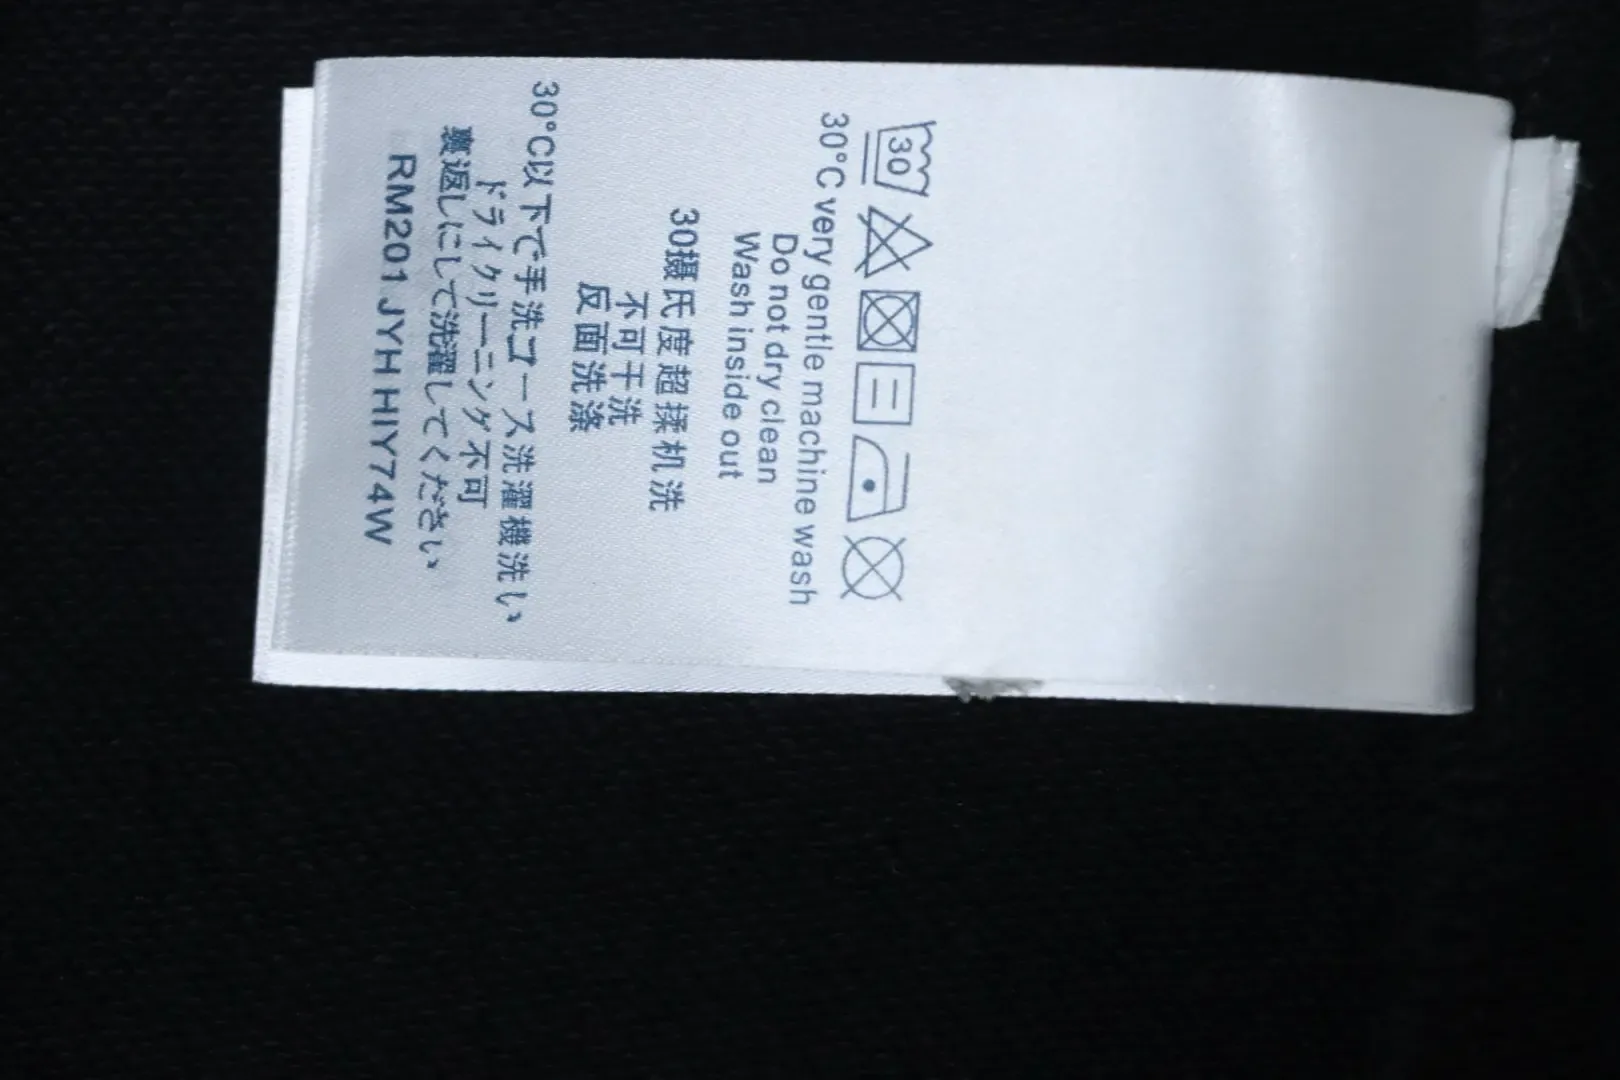 30
30°C very gentle machine wash
Do not dry clean
Wash inside out
30摄氏度超揉机洗
不可干洗
反面洗涤
30°C以下で手洗コース洗濯機洗い
ドライクリーニング不可
裏返しにして洗濯してください
RM201 JYH HIY74W